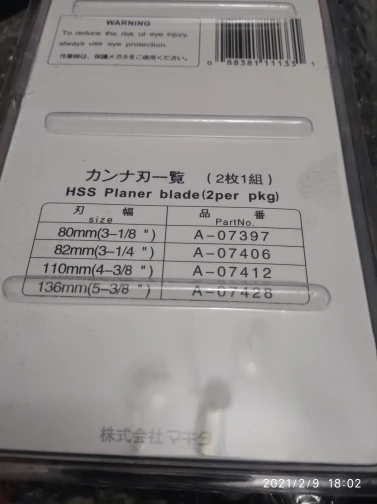 WARNING
To reduce the risk of eye injury,
always use eye protection.
作業時は、保護メガネをご使用ください。
0 88381 11133 1
カンナ刃一覧 (2枚1組)
HSS Planer blade(2per pkg)
刃 幅 品 番
size PartNo.
80mm(3-1/8 ") A-07397
82mm(3-1/4 ") A-07406
110mm(4-3/8 ") A-07412
136mm(5-3/8 ") A-07428
株式会社 マキタ
2021/2/9 18:02